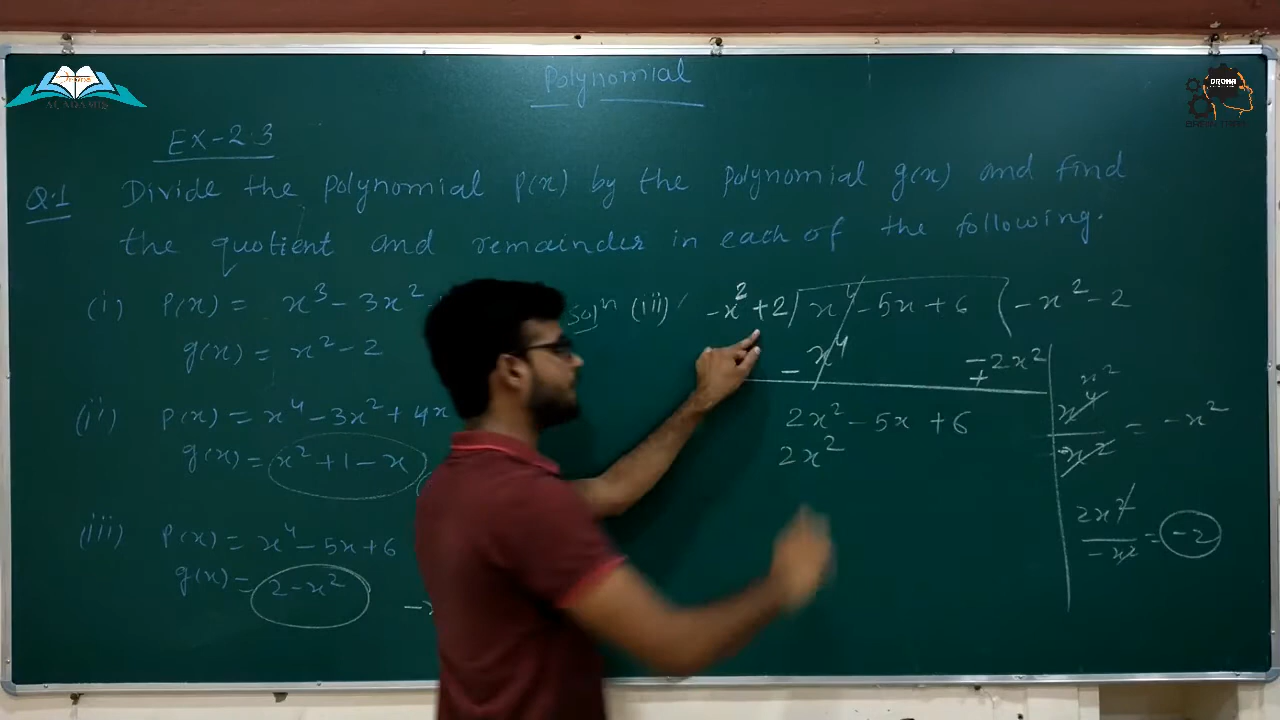 Polynomial
EX-2.3
Q.1 Divide the polynomial p(x) by the polynomial g(x) and find
the quotient and remainder in each of the following.
(i) P(x) = x³ - 3x²
g(x) = x² - 2
(ii) P(x) = x⁴ - 3x² + 4x
g(x) = x² + 1 - x
(iii) P(x) = x⁴ - 5x + 6
g(x) = 2 - x²
Solⁿ (iii)
-x² + 2) x⁴ - 5x + 6 (-x² - 2
- x⁴ - 2x²
+
2x² - 5x + 6
2x²
x²
x⁴
-x² = -x²
2x²
-x² = -2
DRONA